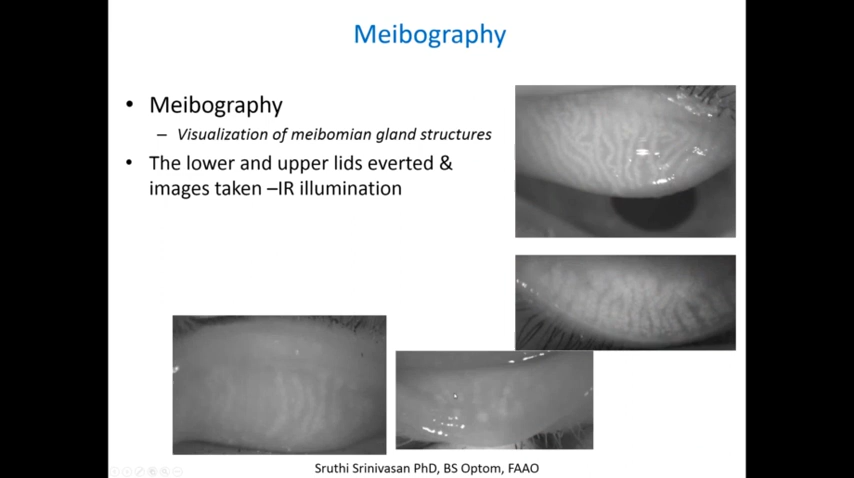 Meibography
• Meibography
– Visualization of meibomian gland structures
• The lower and upper lids everted &
images taken –IR illumination
Sruthi Srinivasan PhD, BS Optom, FAAO